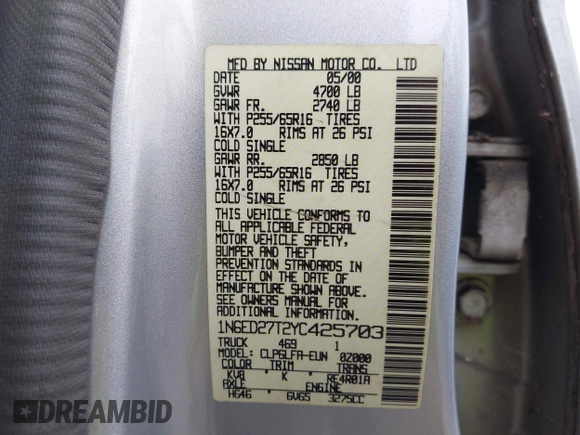 MFD BY NISSAN MOTOR CO. LTD
DATE 05/00
GVWR 4700 LB
GAWR FR. 2740 LB
WITH P255/65R16 TIRES
16X7.0 RIMS AT 26 PSI
COLD SINGLE
GAWR RR. 2850 LB
WITH P255/65R16 TIRES
16X7.0 RIMS AT 26 PSI
COLD SINGLE
THIS VEHICLE CONFORMS TO
ALL APPLICABLE FEDERAL
MOTOR VEHICLE SAFETY,
BUMPER AND THEFT
PREVENTION STANDARDS IN
EFFECT ON THE DATE OF
MANUFACTURE SHOWN ABOVE.
SEE OWNERS MANUAL FOR
ADDITIONAL INFORMATION
1N6ED27T2YC425703
TRUCK 469 1
MODEL: CLPGLFA-EUN 02000
COLOR TRIM TRANS
KV8 K RE4R01A
AXLE ENGINE
HG46 6V65 3275CC
DREAMBID DREAMBID